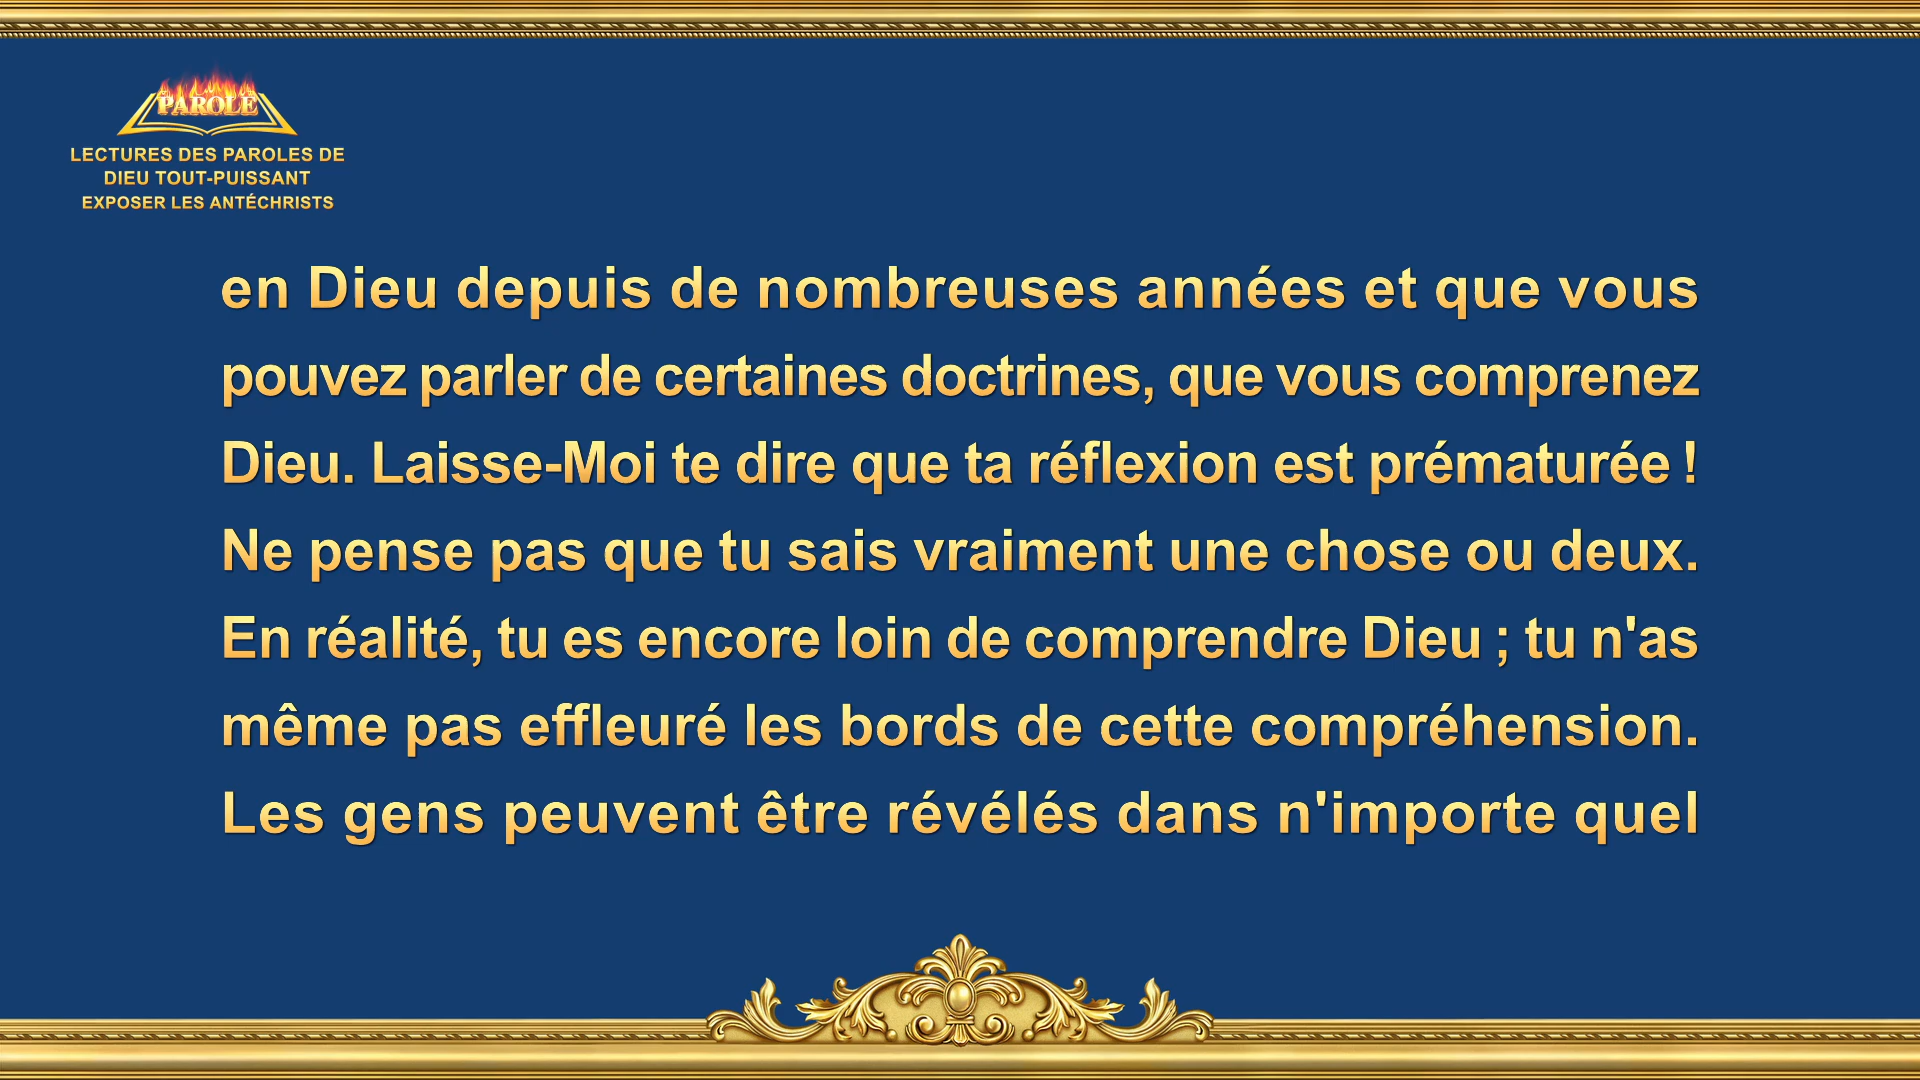 PAROLE
LECTURES DES PAROLES DE
DIEU TOUT-PUISSANT
EXPOSER LES ANTÉCHRISTS
en Dieu depuis de nombreuses années et que vous
pouvez parler de certaines doctrines, que vous comprenez
Dieu. Laisse-Moi te dire que ta réflexion est prématurée !
Ne pense pas que tu sais vraiment une chose ou deux.
En réalité, tu es encore loin de comprendre Dieu ; tu n'as
même pas effleuré les bords de cette compréhension.
Les gens peuvent être révélés dans n'importe quel